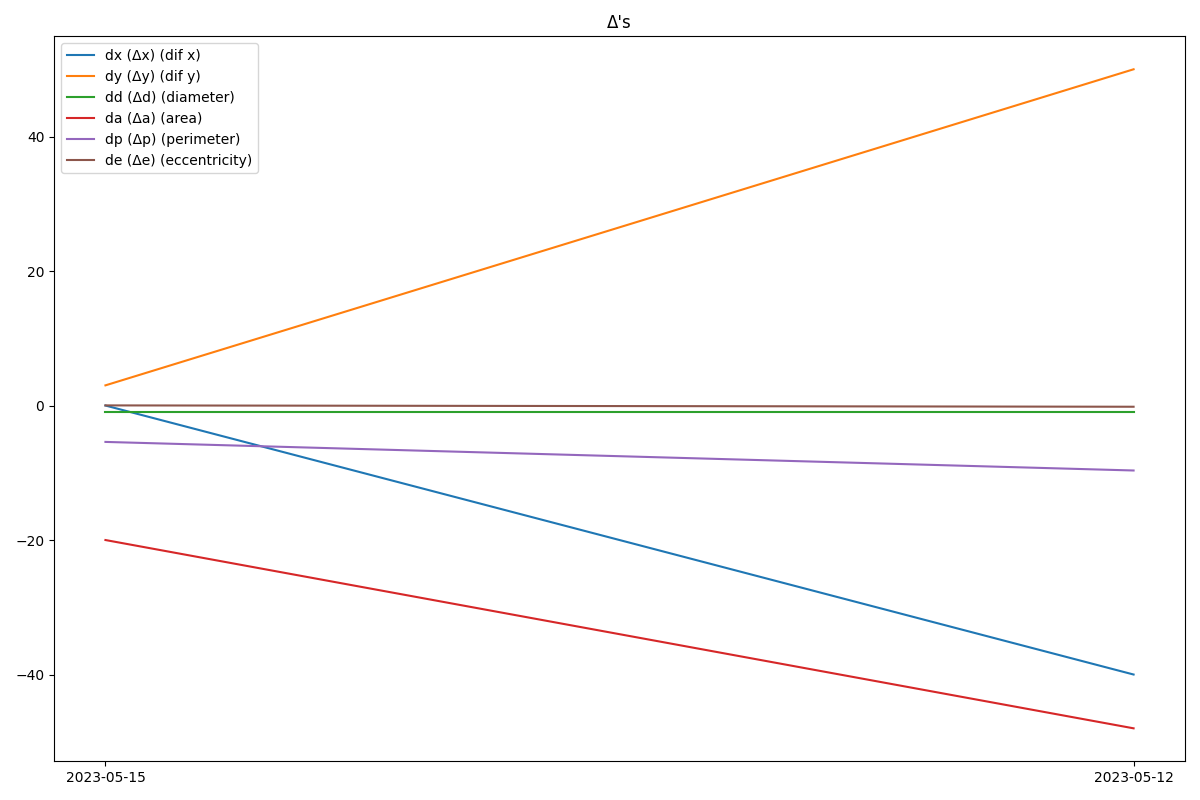 Δ's
dx (Δx) (dif x)
dy (Δy) (dif y)
dd (Δd) (diameter)
da (Δa) (area)
dp (Δp) (perimeter)
de (Δe) (eccentricity)
40
20
0
−20
−40
2023-05-15
2023-05-12